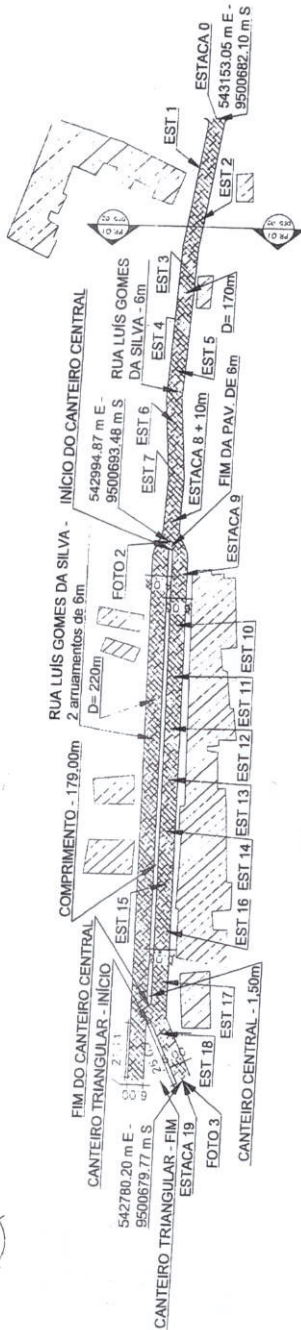 FIM DO CANTEIRO CENTRAL
CANTEIRO TRIANGULAR - INÍCIO
COMPRIMENTO - 179,00m
RUA LUÍS GOMES DA SILVA -
2 arruamentos de 6m
D= 220m
INÍCIO DO CANTEIRO CENTRAL
542994.87 m E -
9500693.48 m S
FOTO 2
RUA LUÍS GOMES
DA SILVA - 6m
EST 7
EST 6
EST 4
EST 3
EST 1
ESTACA 0
543153.05 m E -
9500682.10 m S
EST 2
D= 170m
EST 5
ESTACA 8 + 10m
FIM DA PAV. DE 6m
ESTACA 9
EST 10
EST 11
EST 12
EST 13
EST 14
EST 15
EST 16
EST 17
EST 18
CANTEIRO CENTRAL - 1,50m
542780.20 m E -
9500679.77 m S
CANTEIRO TRIANGULAR - FIM
ESTACA 19
FOTO 3
PR 01
PR 01